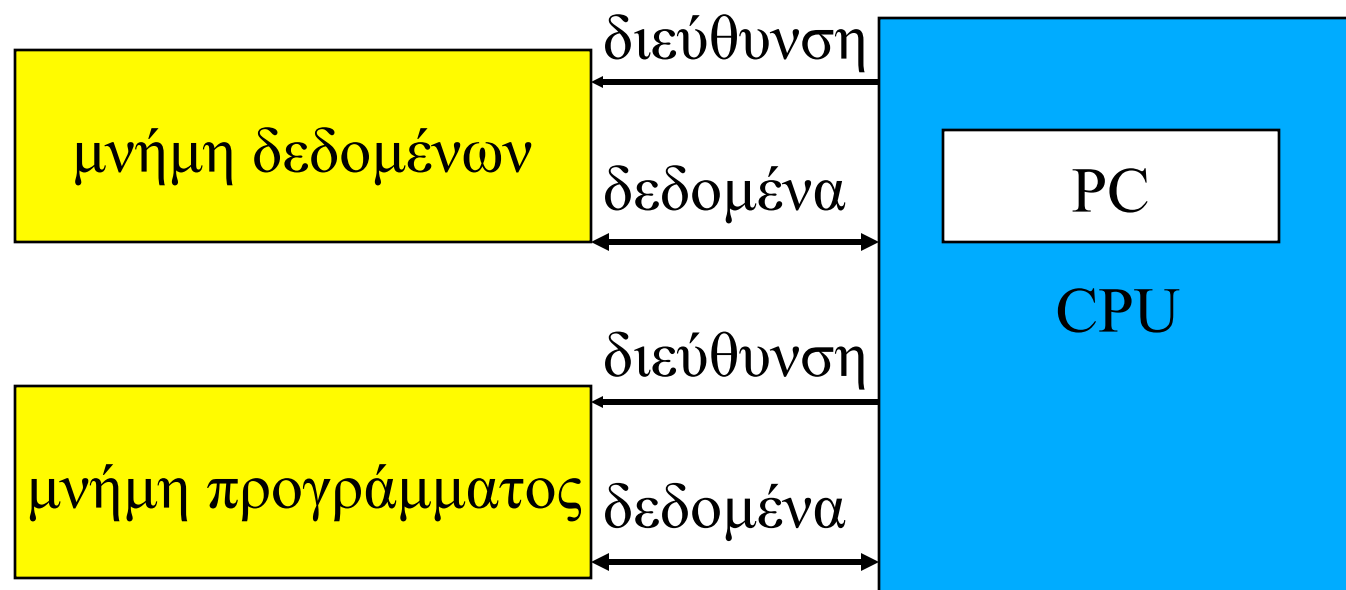 διεύθυνση
μνήμη δεδομένων
δεδομένα
PC
CPU
διεύθυνση
μνήμη προγράμματος
δεδομένα